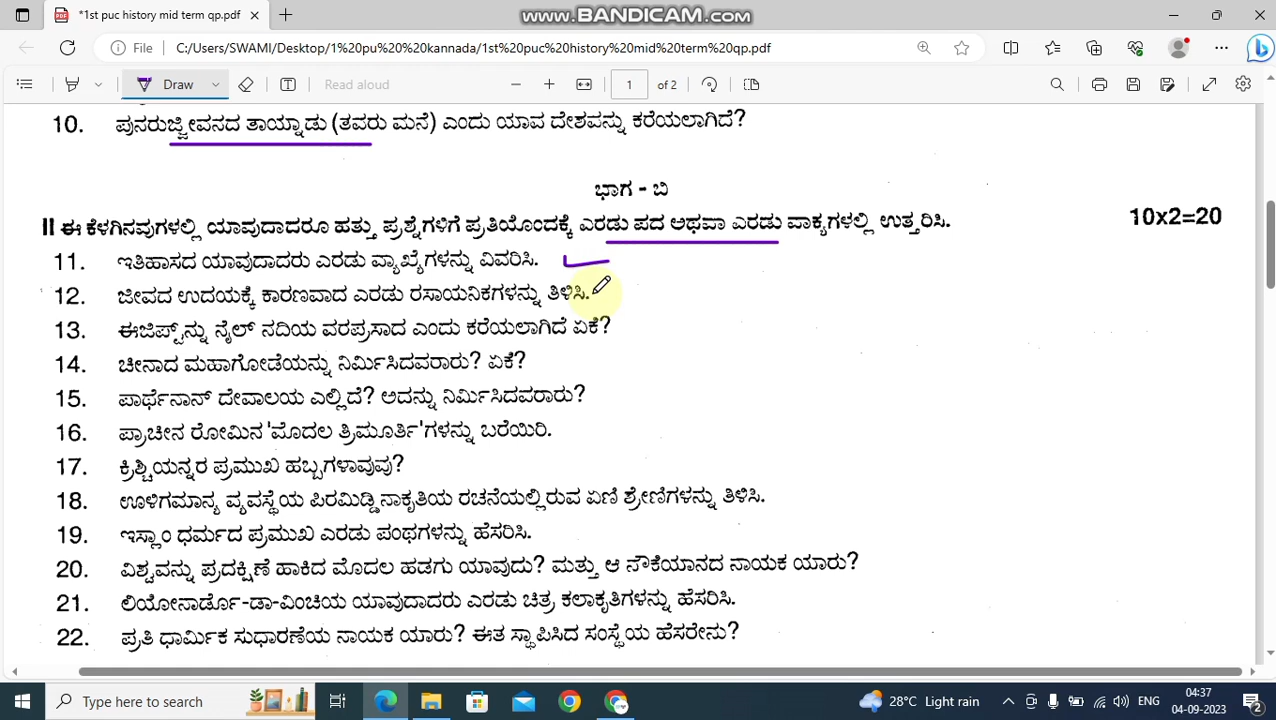 *1st puc history mid term qp.pdf
www.BANDICAM.com
File C:/Users/SWAMI/Desktop/1%20pu%20%20kannada/1st%20puc%20history%20mid%20term%20qp.pdf
Draw Read aloud 1 of 2
10. ಪುನರುಜ್ಜೀವನದ ತಾಯ್ನಾಡು (ತವರು ಮನೆ) ಎಂದು ಯಾವ ದೇಶವನ್ನು ಕರೆಯಲಾಗಿದೆ?
ಭಾಗ - ಬಿ
II ಈ ಕೆಳಗಿನವುಗಳಲ್ಲಿ ಯಾವುದಾದರೂ ಹತ್ತು ಪ್ರಶ್ನೆಗಳಿಗೆ ಪ್ರತಿಯೊಂದಕ್ಕೆ ಎರಡು ಪದ ಅಥವಾ ಎರಡು ವಾಕ್ಯಗಳಲ್ಲಿ ಉತ್ತರಿಸಿ. 10x2=20
11. ಇತಿಹಾಸದ ಯಾವುದಾದರು ಎರಡು ವ್ಯಾಖ್ಯೆಗಳನ್ನು ವಿವರಿಸಿ.
12. ಜೀವದ ಉದಯಕ್ಕೆ ಕಾರಣವಾದ ಎರಡು ರಸಾಯನಿಕಗಳನ್ನು ತಿಳಿಸಿ.
13. ಈಜಿಪ್ಟ್‌ನ್ನು ನೈಲ್ ನದಿಯ ವರಪ್ರಸಾದ ಎಂದು ಕರೆಯಲಾಗಿದೆ ಏಕೆ?
14. ಚೀನಾದ ಮಹಾಗೋಡೆಯನ್ನು ನಿರ್ಮಿಸಿದವರಾರು? ಏಕೆ?
15. ಪಾರ್ಥೆನಾನ್ ದೇವಾಲಯ ಎಲ್ಲಿದೆ? ಅದನ್ನು ನಿರ್ಮಿಸಿದವರಾರು?
16. ಪ್ರಾಚೀನ ರೋಮಿನ 'ಮೊದಲ ತ್ರಿಮೂರ್ತಿ'ಗಳನ್ನು ಬರೆಯಿರಿ.
17. ಕ್ರಿಶ್ಚಿಯನ್ನರ ಪ್ರಮುಖ ಹಬ್ಬಗಳಾವುವು?
18. ಊಳಿಗಮಾನ್ಯ ವ್ಯವಸ್ಥೆಯ ಪಿರಮಿಡ್ಡಿನಾಕೃತಿಯ ರಚನೆಯಲ್ಲಿರುವ ಏಣಿ ಶ್ರೇಣಿಗಳನ್ನು ತಿಳಿಸಿ.
19. ಇಸ್ಲಾಂ ಧರ್ಮದ ಪ್ರಮುಖ ಎರಡು ಪಂಥಗಳನ್ನು ಹೆಸರಿಸಿ.
20. ವಿಶ್ವವನ್ನು ಪ್ರದಕ್ಷಿಣೆ ಹಾಕಿದ ಮೊದಲ ಹಡಗು ಯಾವುದು? ಮತ್ತು ಆ ನೌಕೆಯಾನದ ನಾಯಕ ಯಾರು?
21. ಲಿಯೋನಾರ್ಡೊ-ಡಾ-ವಿಂಚಿಯ ಯಾವುದಾದರು ಎರಡು ಚಿತ್ರ ಕಲಾಕೃತಿಗಳನ್ನು ಹೆಸರಿಸಿ.
22. ಪ್ರತಿ ಧಾರ್ಮಿಕ ಸುಧಾರಣೆಯ ನಾಯಕ ಯಾರು? ಈತ ಸ್ಥಾಪಿಸಿದ ಸಂಸ್ಥೆಯ ಹೆಸರೇನು?
Type here to search 28°C Light rain ENG 04:37
04-09-2023 2